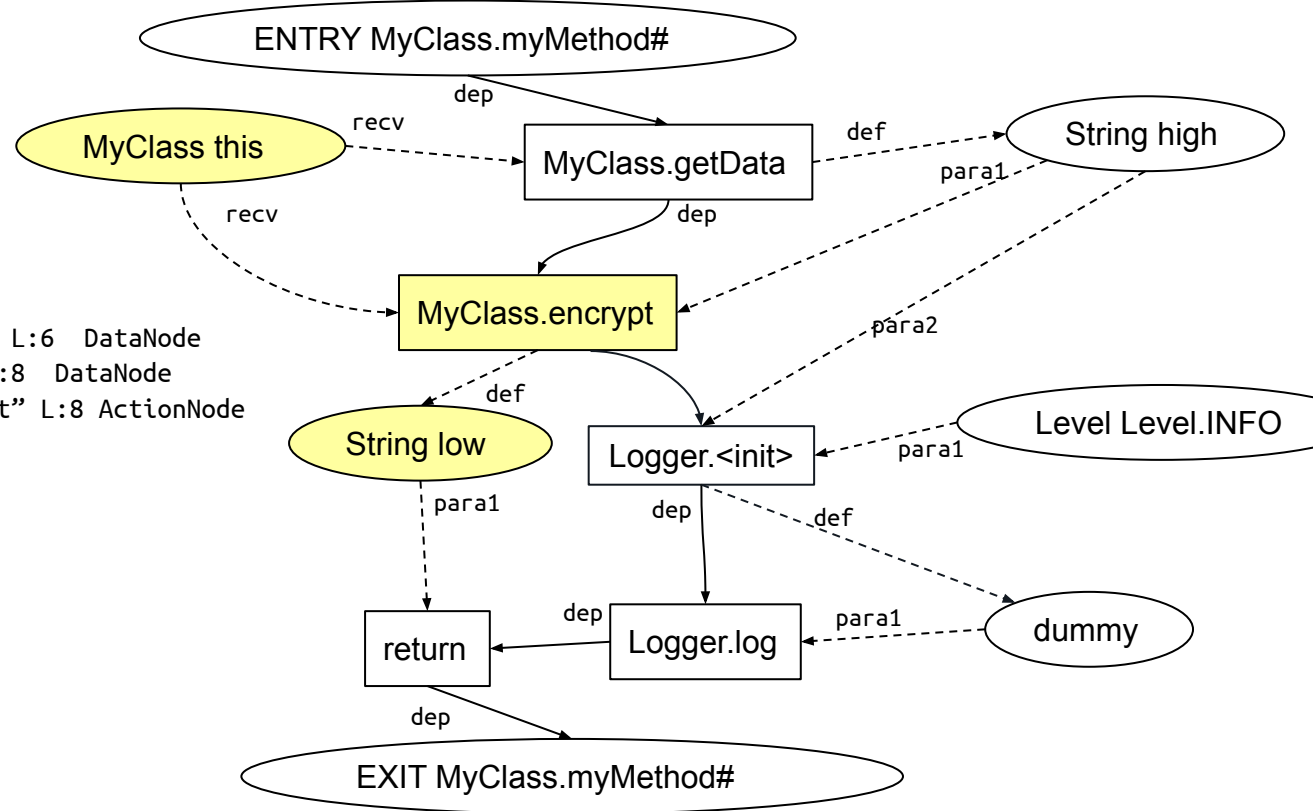 ENTRY MyClass.myMethod#
dep
MyClass this
recv
MyClass.getData
def
String high
para1
recv
dep
MyClass.encrypt
para2
L:6 DataNode
:8 DataNode
t” L:8 ActionNode
def
String low
Logger.<init>
para1
Level Level.INFO
para1
dep
def
dep
para1
return
Logger.log
dummy
dep
EXIT MyClass.myMethod#